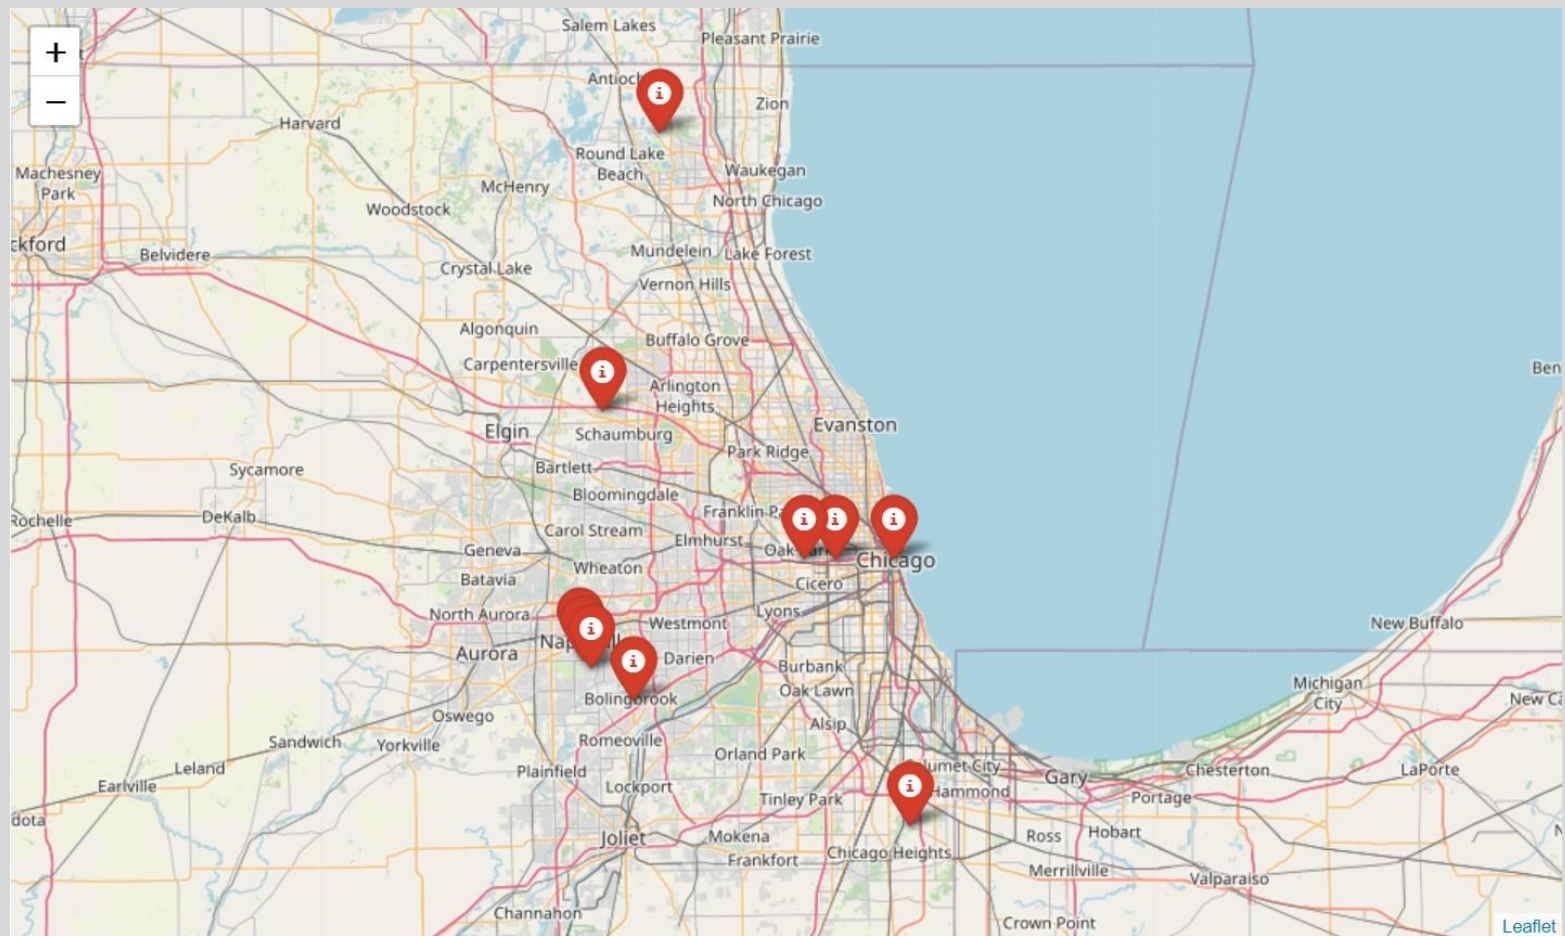 Salem Lakes
Pleasant Prairie
+
−
Antioch
i
Zion
Harvard
Round Lake
Beach
Machesney
Park
Waukegan
McHenry
North Chicago
Woodstock
ckford
Belvidere
Mundelein
Lake Forest
Crystal Lake
Vernon Hills
Algonquin
Buffalo Grove
Carpentersville
i
Ben
Arlington
Heights
Elgin
Schaumburg
Evanston
Park Ridge
Bartlett
Sycamore
Bloomingdale
Rochelle
DeKalb
Franklin Pa
i
i
i
Carol Stream
Elmhurst
Geneva
Oak Park
Chicago
Wheaton
Batavia
Cicero
North Aurora
Lyons
Westmont
New Buffalo
i
Nap
ll
Aurora
i
Darien
Burbank
Michigan
City
Oak Lawn
Bolingbrook
New Ca
Oswego
Alsip
Sandwich
Yorkville
Romeoville
Orland Park
Leland
Plainfield
lumet City
Gary
Chesterton
LaPorte
Earlville
Lockport
i
Hammond
Tinley Park
Portage
dota
Joliet
Mokena
Ross
Hobart
Frankfort
Chicago Heights
Merrillville
Valparaiso
Channahon
Crown Point
Leaflet